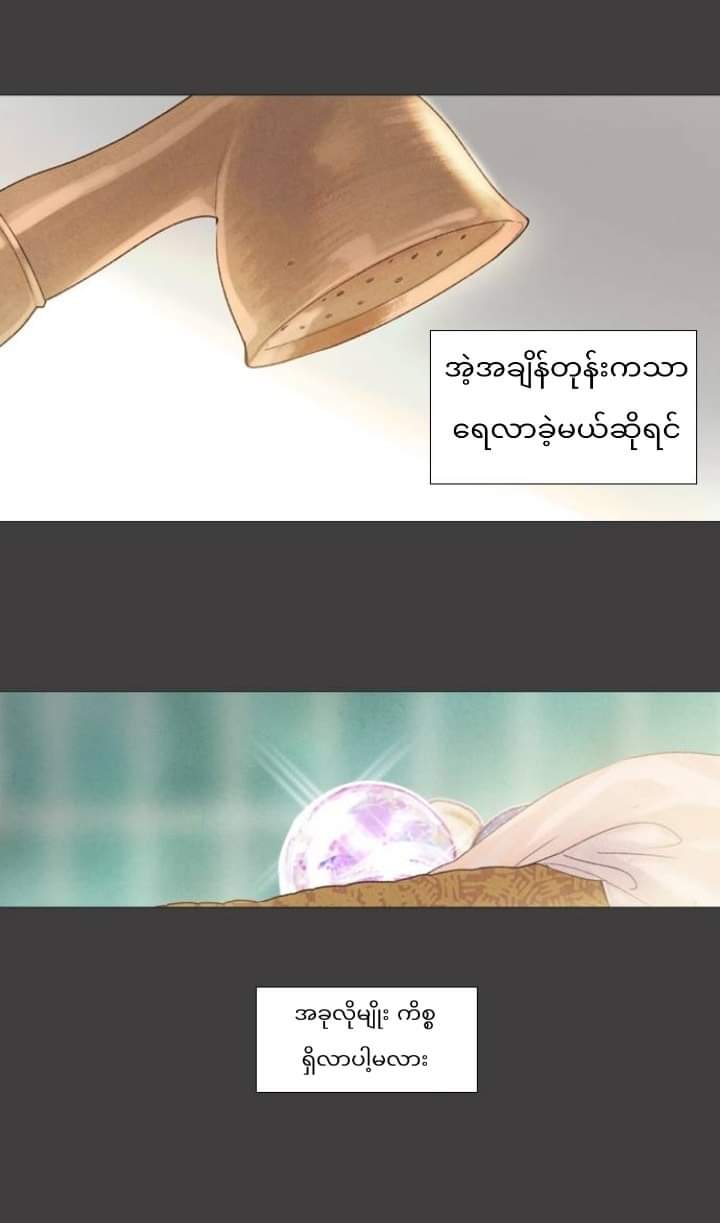 အဲ့အချိန်တုန်းကသာ
ရေလာခဲ့မယ်ဆိုရင်
အခုလိုမျိုး ကိစ္စ
ရှိလာပါ့မလား